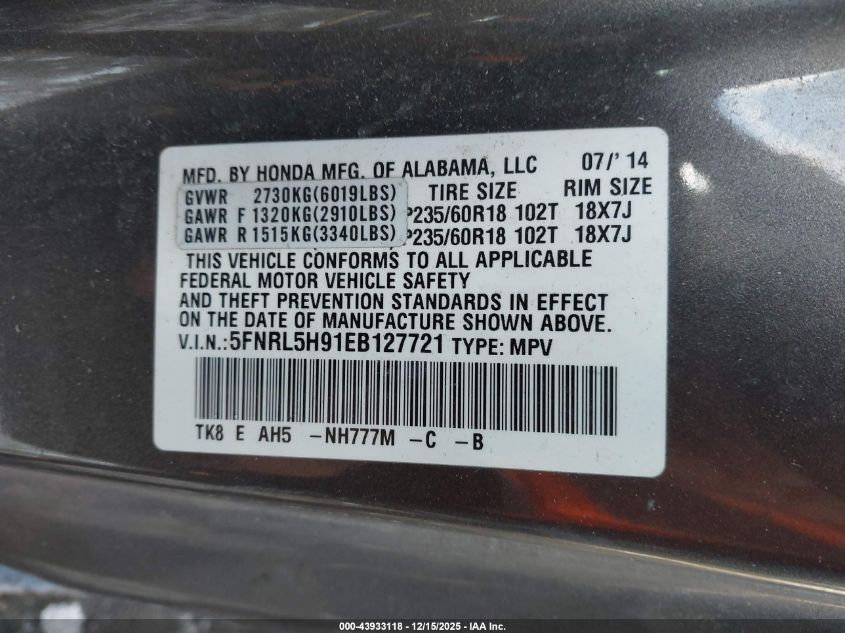 MFD. BY HONDA MFG. OF ALABAMA, LLC 07/' 14
GVWR 2730KG(6019LBS) TIRE SIZE RIM SIZE
GAWR F 1320KG(2910LBS) P235/60R18 102T 18X7J
GAWR R 1515KG(3340LBS) P235/60R18 102T 18X7J
THIS VEHICLE CONFORMS TO ALL APPLICABLE
FEDERAL MOTOR VEHICLE SAFETY
AND THEFT PREVENTION STANDARDS IN EFFECT
ON THE DATE OF MANUFACTURE SHOWN ABOVE.
V.I.N.: 5FNRL5H91EB127721 TYPE: MPV
TK8 E AH5 -NH777M -C -B
000-43933118 - 12/15/2025 - IAA Inc.